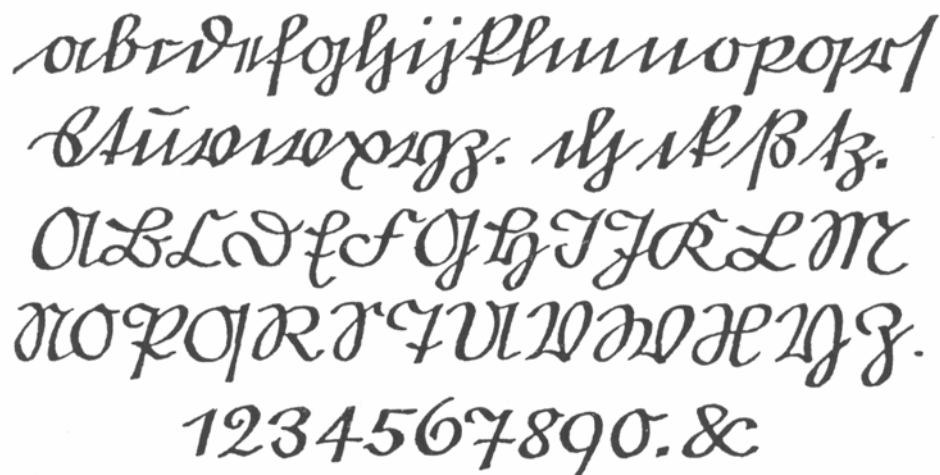 abcdefghijklmnopqrſ
stuvwxyz. ch ck ß tz.
ABCDEFGHIJKLM
NOPQRSTUVWXYZ.
1234567890. &